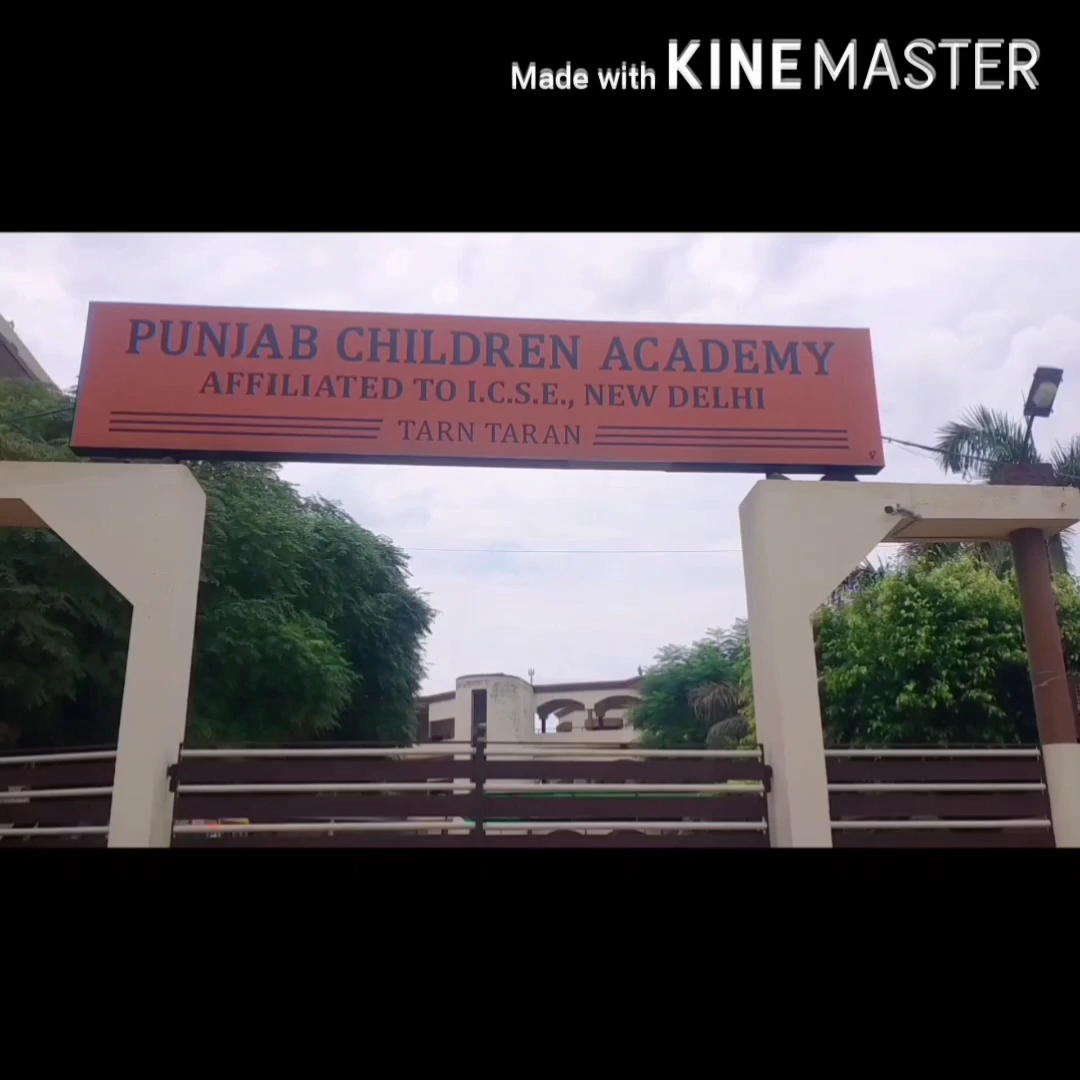 Made with KINEMASTER
PUNJAB CHILDREN ACADEMY
AFFILIATED TO I.C.S.E., NEW DELHI
TARN TARAN